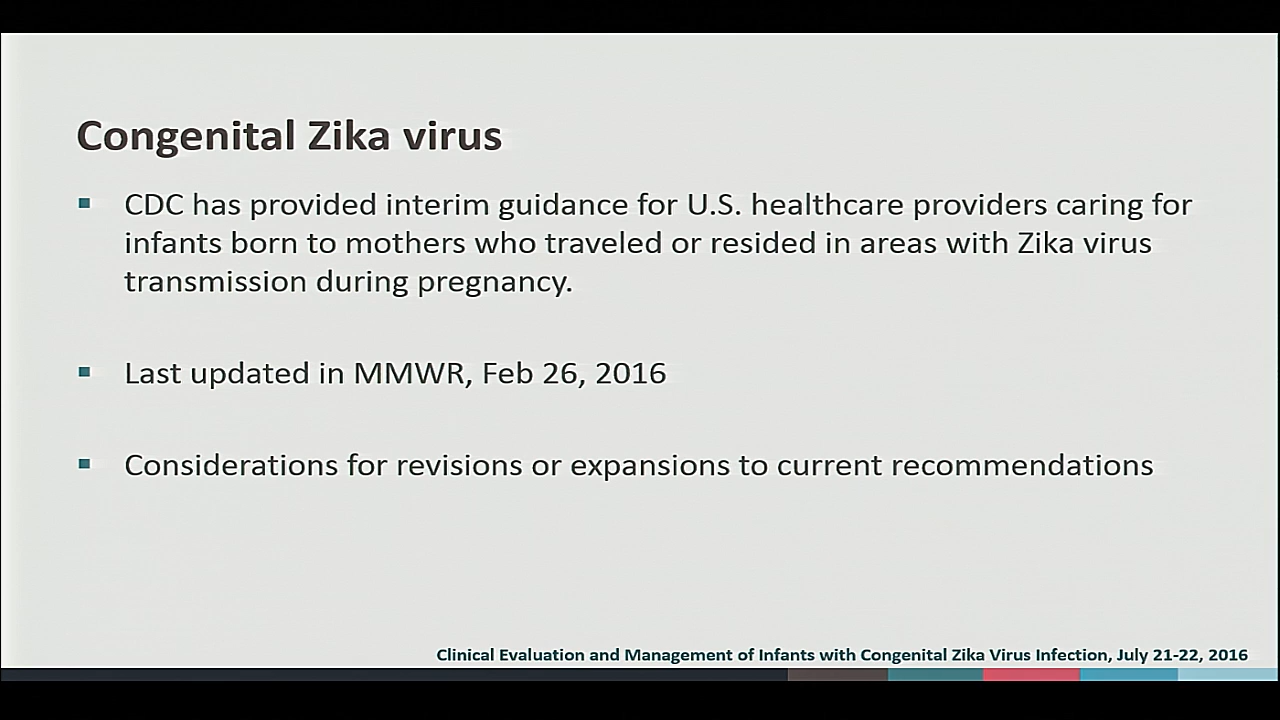 Congenital Zika virus
CDC has provided interim guidance for U.S. healthcare providers caring for
infants born to mothers who traveled or resided in areas with Zika virus
transmission during pregnancy.
Last updated in MMWR, Feb 26, 2016
Considerations for revisions or expansions to current recommendations
Clinical Evaluation and Management of Infants with Congenital Zika Virus Infection, July 21-22, 2016